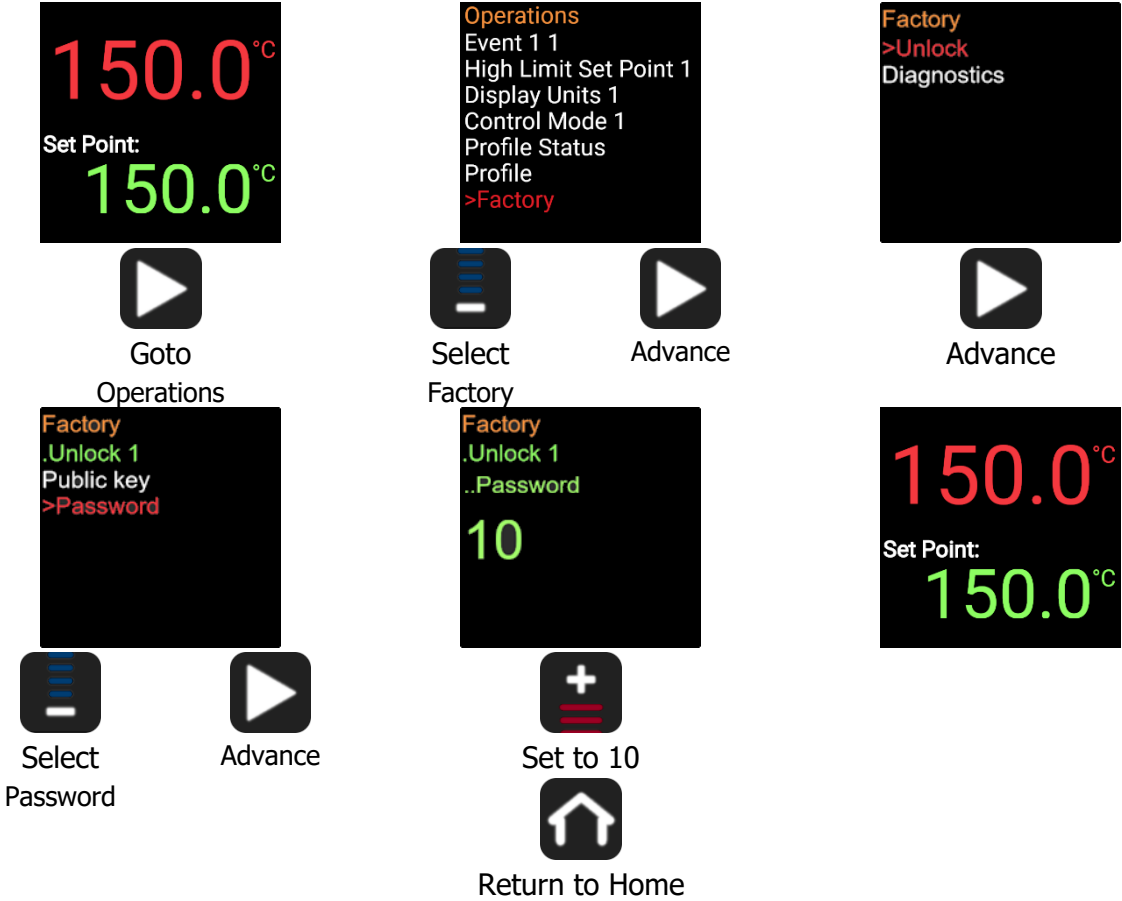 150.0°C
Set Point:
150.0°C
Goto
Operations
Operations
Event 1 1
High Limit Set Point 1
Display Units 1
Control Mode 1
Profile Status
Profile
>Factory
Select
Factory
Advance
Factory
>Unlock
Diagnostics
Advance
Factory
.Unlock 1
Public key
>Password
Select
Password
Advance
Factory
.Unlock 1
..Password
10
Set to 10
Return to Home
150.0°C
Set Point:
150.0°C